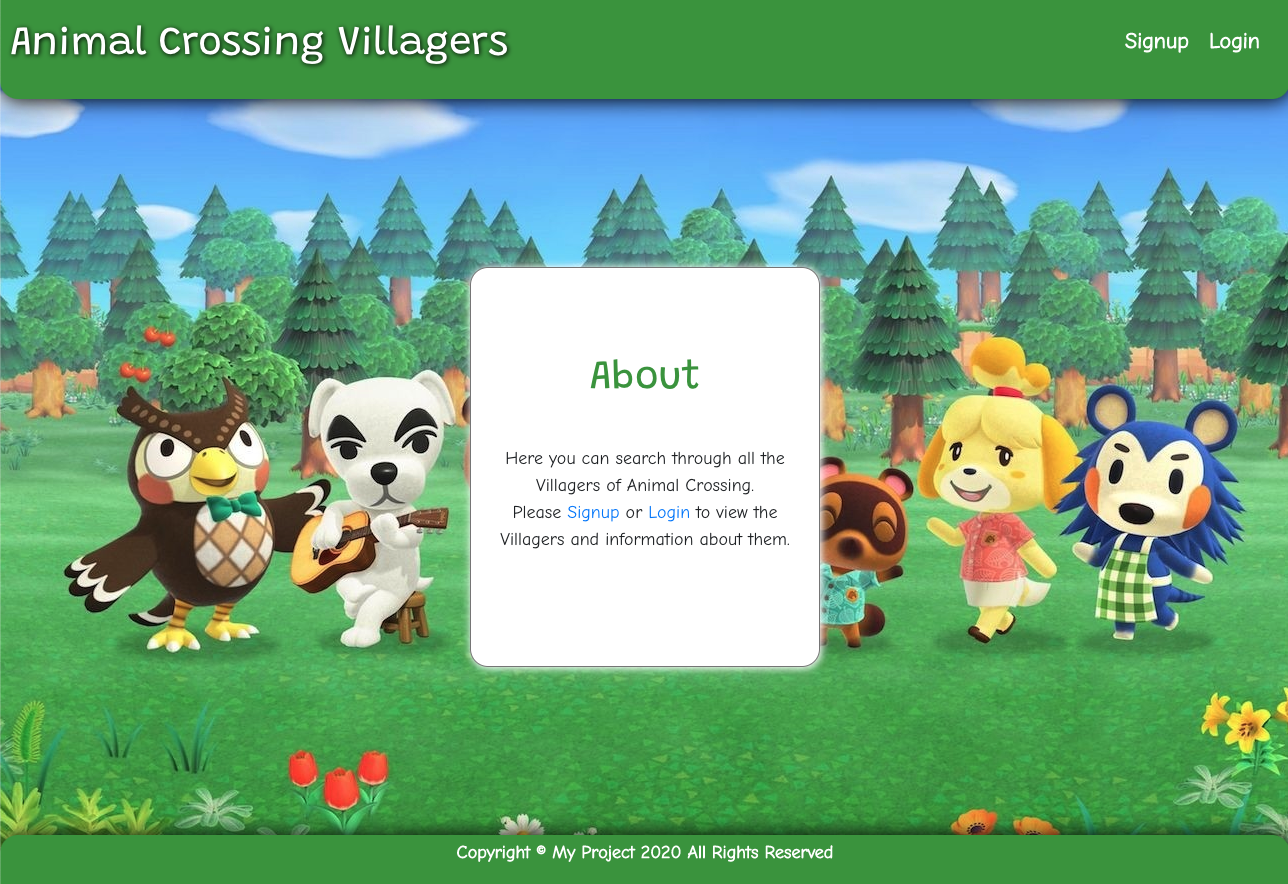 Animal Crossing Villagers
Signup Login
About
Here you can search through all the
Villagers of Animal Crossing.
Please Signup or Login to view the
Villagers and information about them.
Copyright © My Project 2020 All Rights Reserved